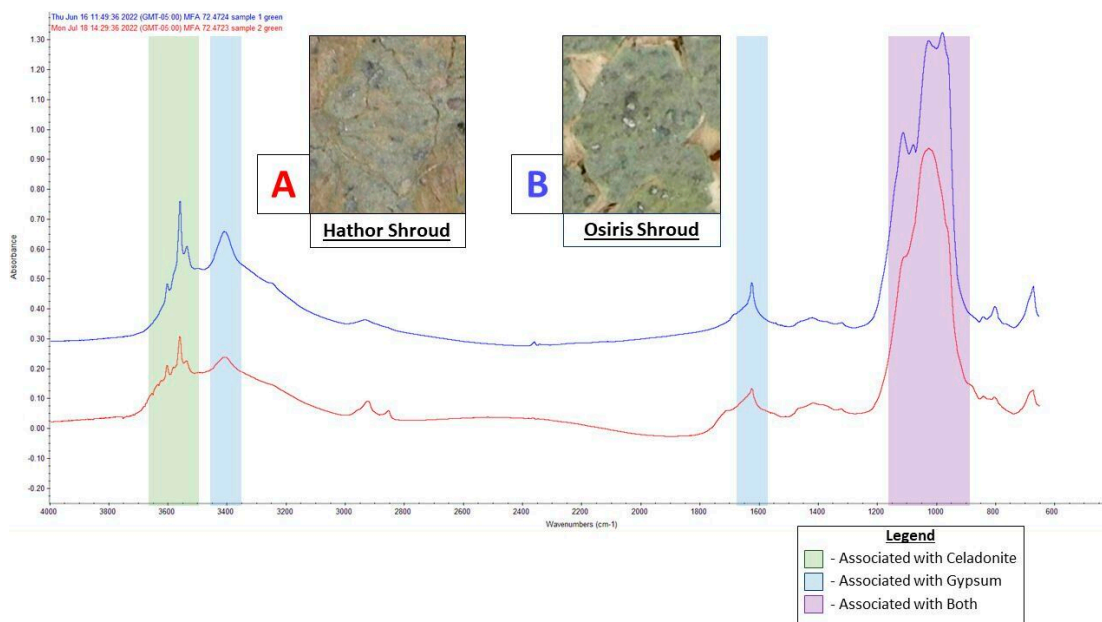 Thu Jun 16 11:49:36 2022 (GMT-05:00) MFA 72.4724 sample 1 green
Mon Jul 18 14:29:36 2022 (GMT-05:00) MFA 72.4723 sample 2 green
1.30
1.20
1.10
1.00
0.90
0.80
0.70
0.60
0.50
0.40
0.30
0.20
0.10
0.00
-0.10
-0.20
Absorbance
A
Hathor Shroud
B
Osiris Shroud
4000 3800 3600 3400 3200 3000 2800 2600 2400 2200 2000 1800 1600 1400 1200 1000 800 600
Wavenumbers (cm-1)
Legend
- Associated with Celadonite
- Associated with Gypsum
- Associated with Both